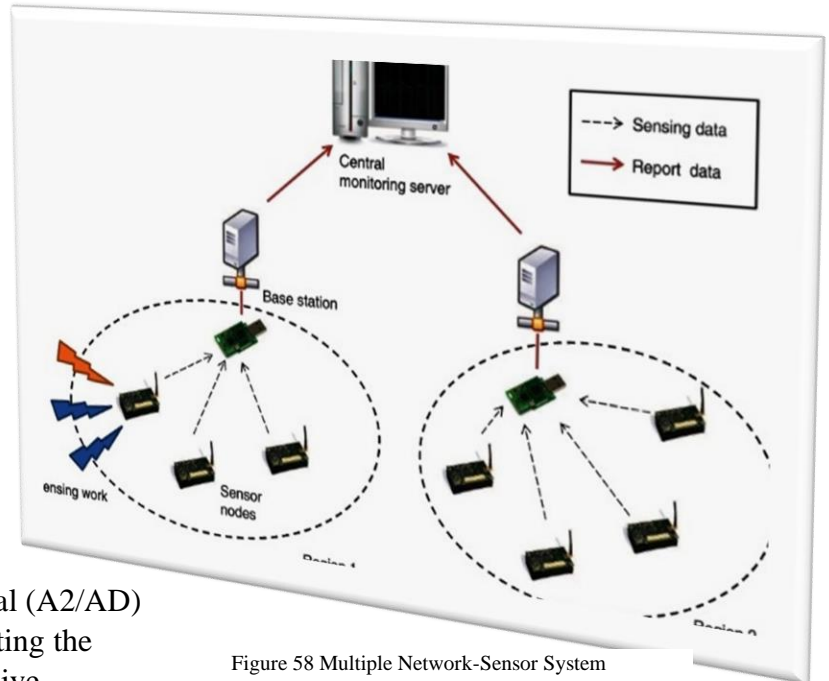 Central
monitoring server
Sensing data
Report data
Base station
ensing work
Sensor
nodes
al (A2/AD)
ting the
ive
Figure 58 Multiple Network-Sensor System